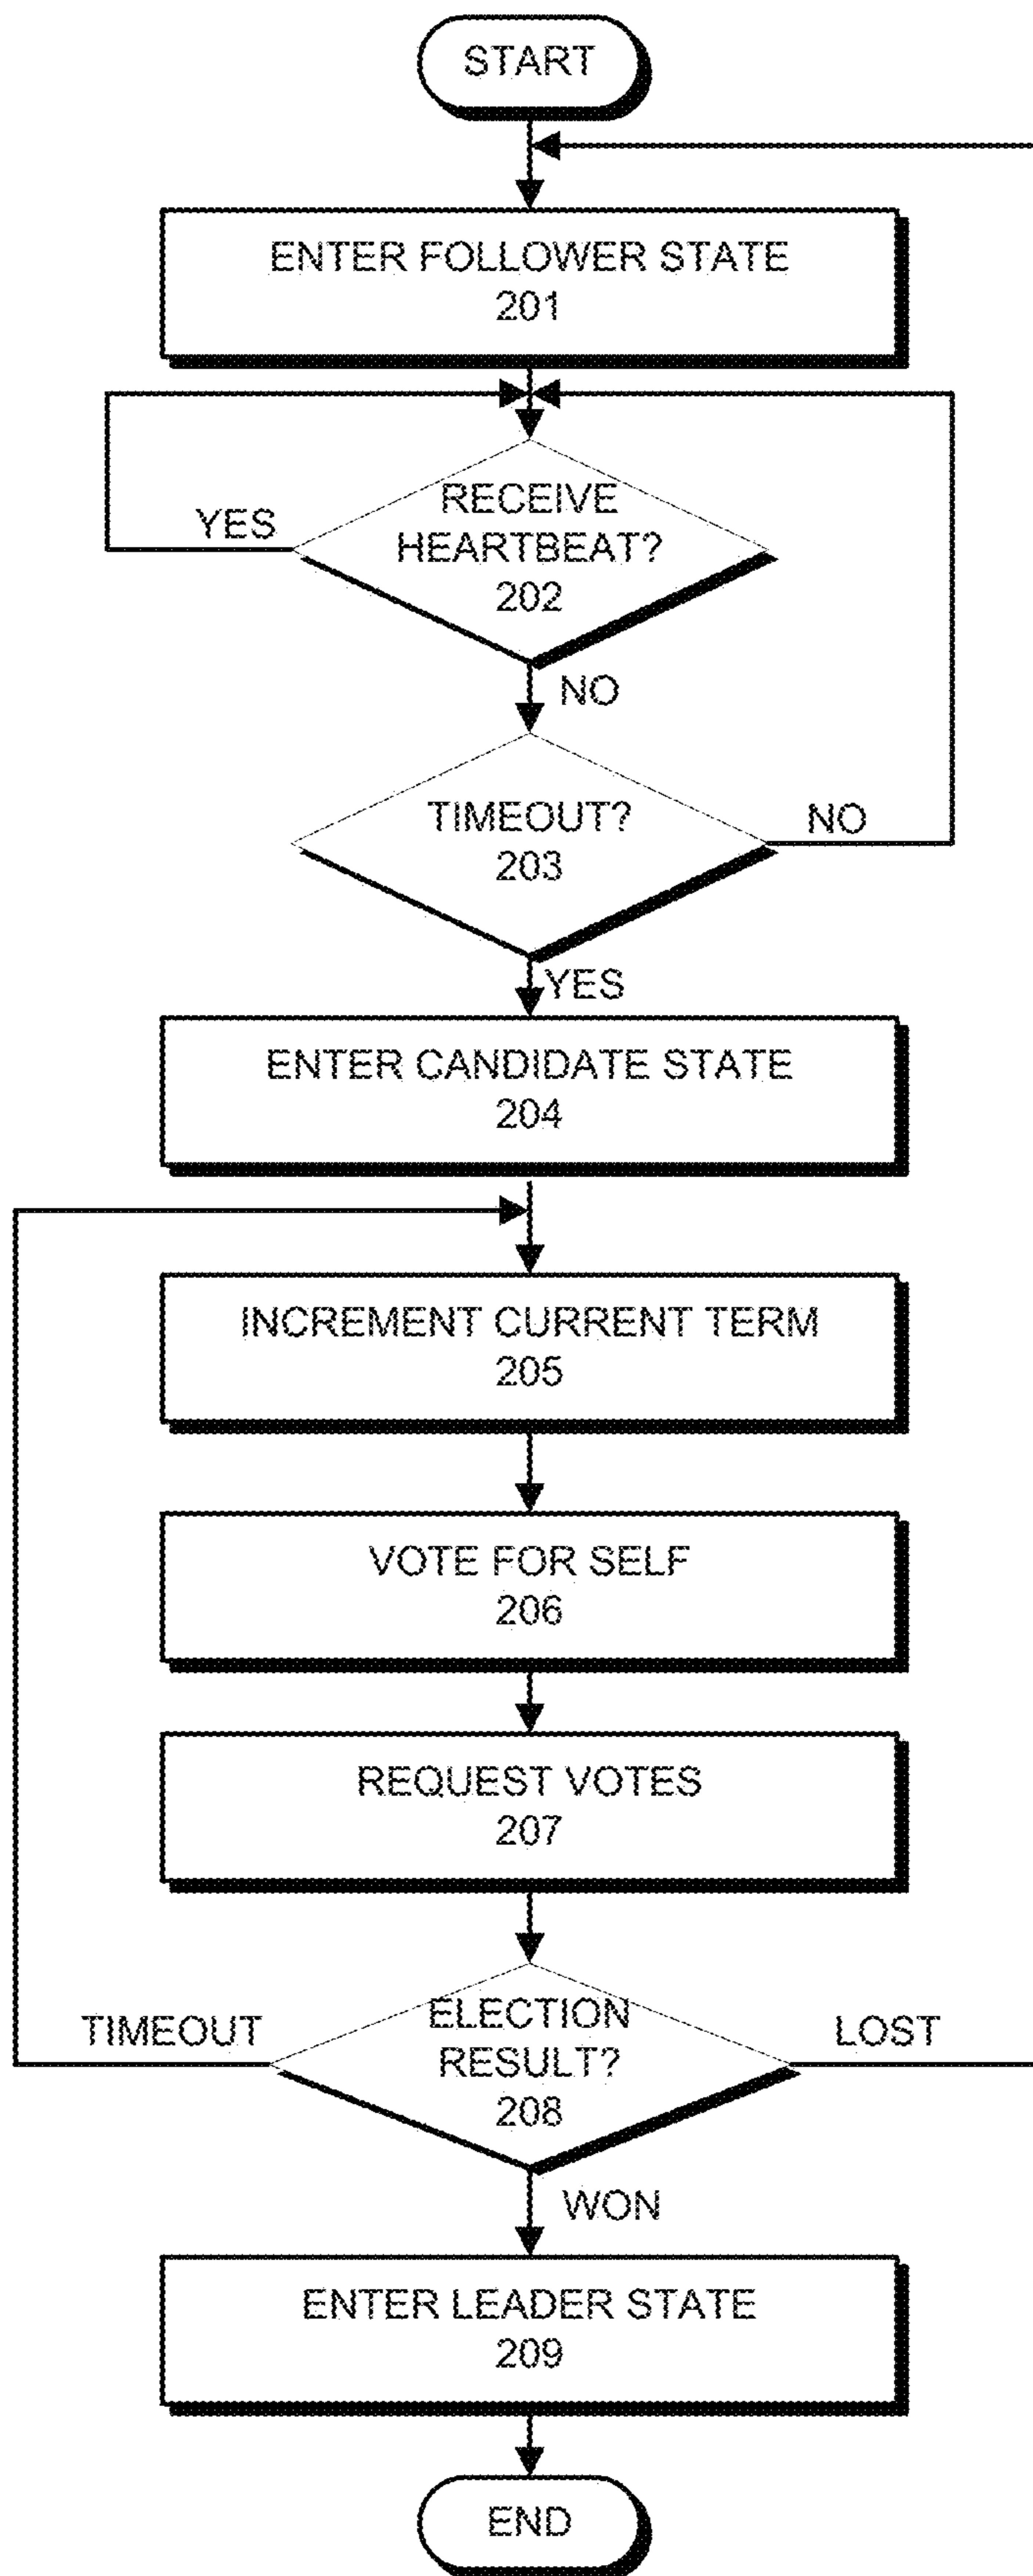 START
ENTER FOLLOWER STATE
201
RECEIVE
HEARTBEAT?
202
YES
NO
TIMEOUT?
203
NO
YES
ENTER CANDIDATE STATE
204
INCREMENT CURRENT TERM
205
VOTE FOR SELF
206
REQUEST VOTES
207
ELECTION
RESULT?
208
TIMEOUT
LOST
WON
ENTER LEADER STATE
209
END